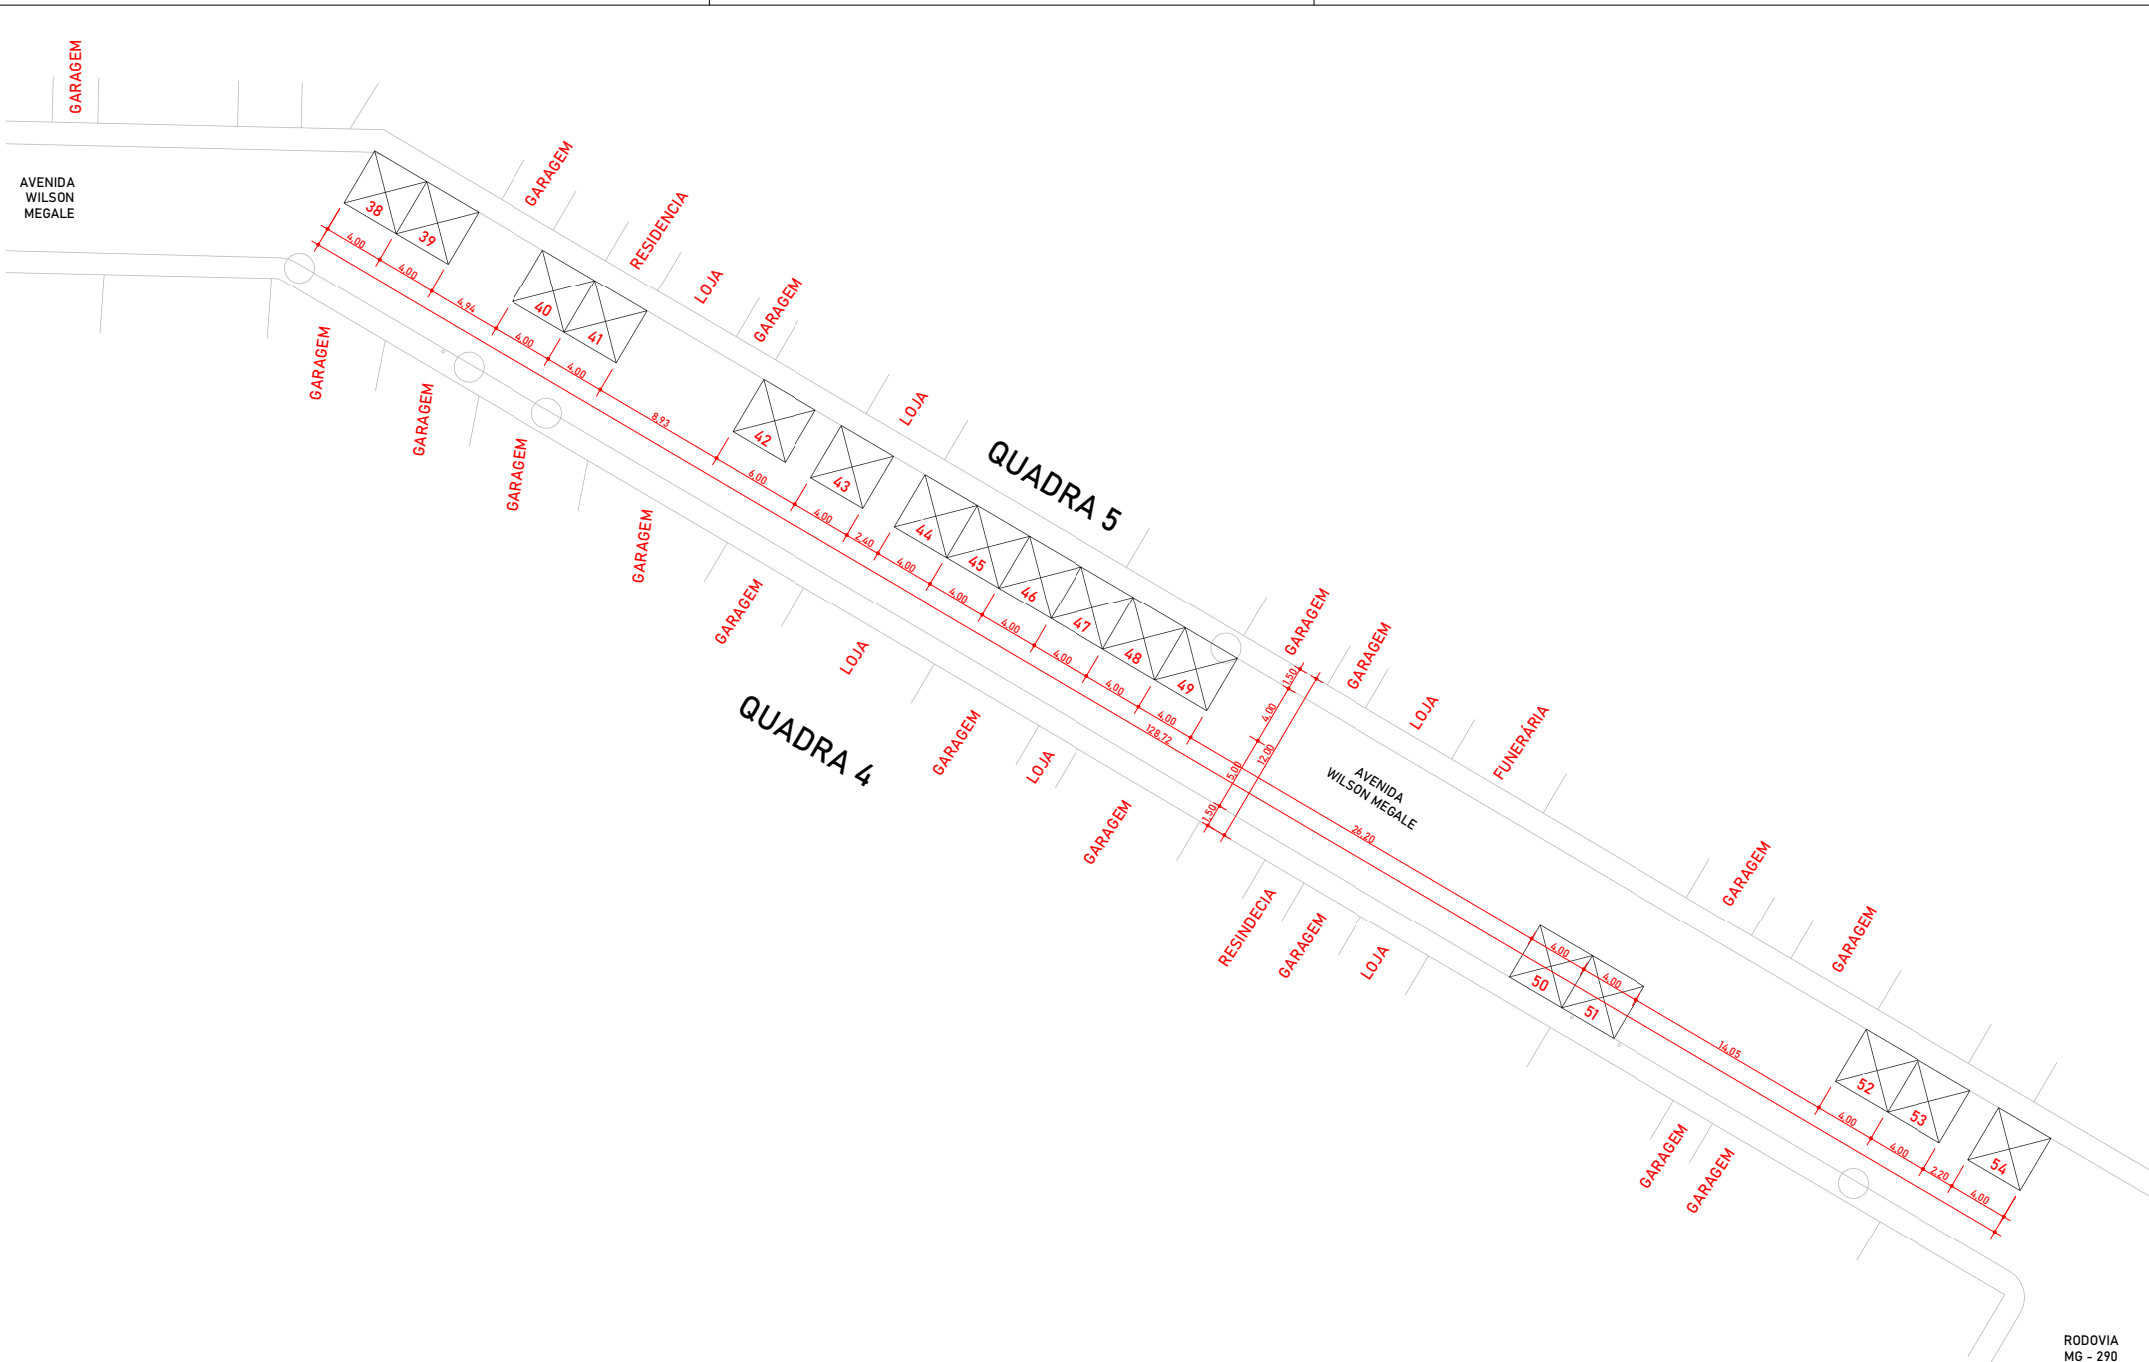 GARAGEM
AVENIDA
WILSON
MEGALE
GARAGEM
RESIDENCIA
LOJA
GARAGEM
LOJA
QUADRA 5
GARAGEM
GARAGEM
LOJA
FUNERÁRIA
GARAGEM
GARAGEM
38
39
40
41
42
43
44
45
46
47
48
49
50
51
52
53
54
4,00
4,00
4,94
4,00
4,00
8,93
6,00
4,00
2,40
4,00
4,00
4,00
4,00
4,00
4,00
26,20
4,00
4,00
14,05
4,00
4,00
2,20
4,00
128,72
1,50
4,00
5,00
1,50
12,00
AVENIDA
WILSON MEGALE
GARAGEM
GARAGEM
GARAGEM
GARAGEM
GARAGEM
LOJA
QUADRA 4
GARAGEM
LOJA
GARAGEM
RESINDECIA
GARAGEM
LOJA
GARAGEM
GARAGEM
RODOVIA
MG - 290